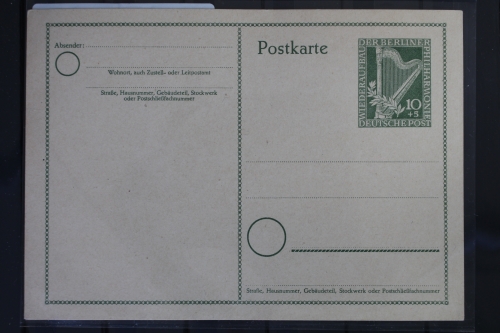 Absender:
Wohnort, auch Zustell- oder Leitpostamt
Straße, Hausnummer, Gebäudeteil, Stockwerk
oder Postschließfachnummer
Postkarte
WIEDERAUFBAU DER BERLINER PHILHARMONIE
10
+5
DEUTSCHE POST
Straße, Hausnummer, Gebäudeteil, Stockwerk oder Postschließfachnummer